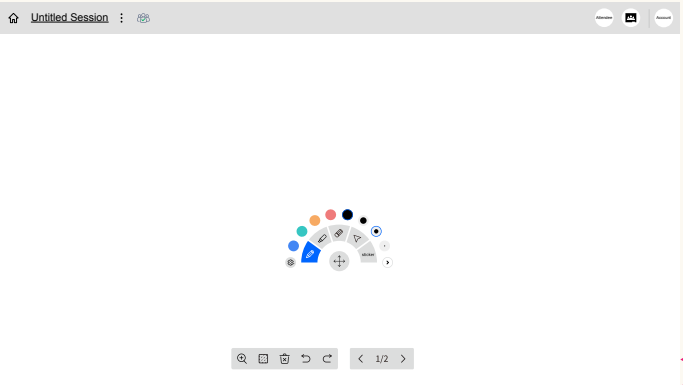 Untitled Session
Attendee
Account
sticker
1/2